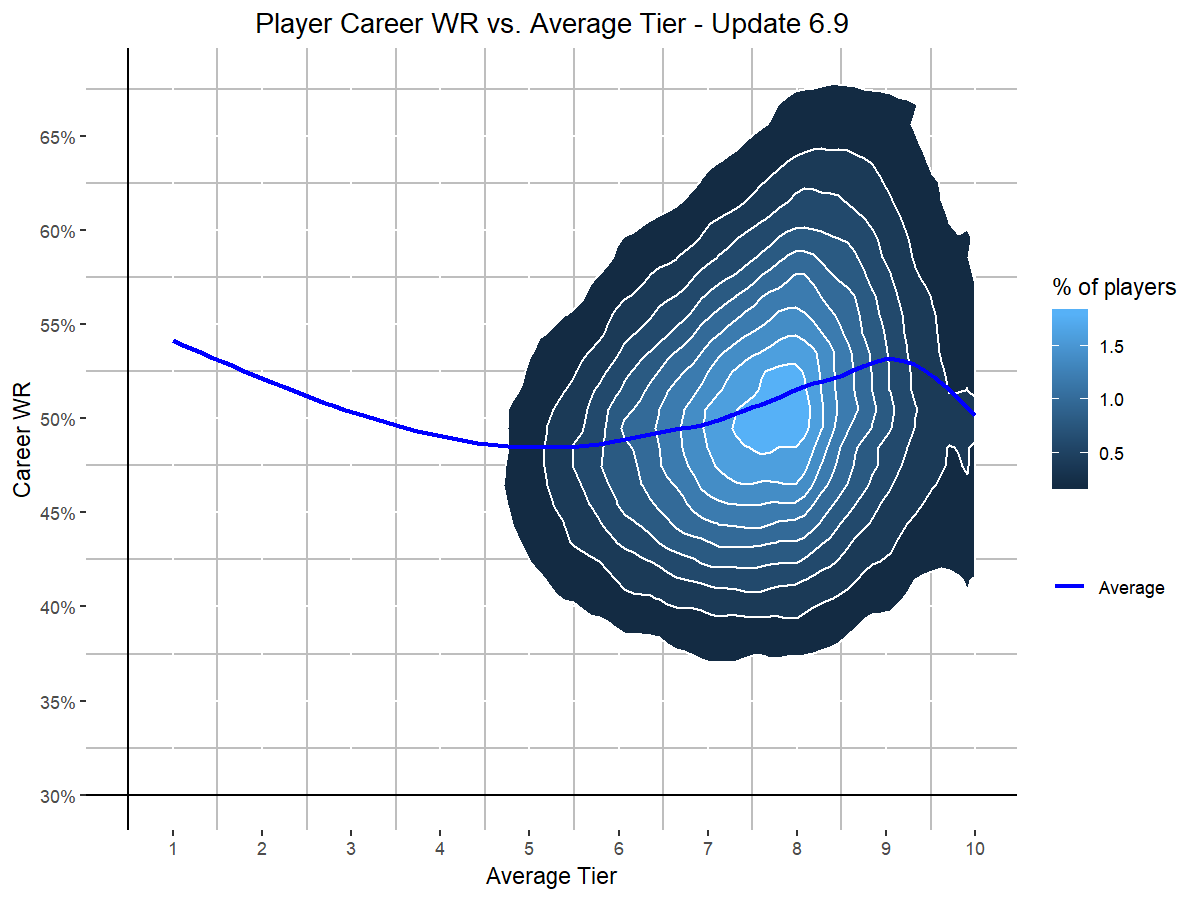 Player Career WR vs. Average Tier - Update 6.9
Career WR
65%
60%
55%
50%
45%
40%
35%
30%
1 2 3 4 5 6 7 8 9 10
Average Tier
% of players
1.5
1.0
0.5
Average